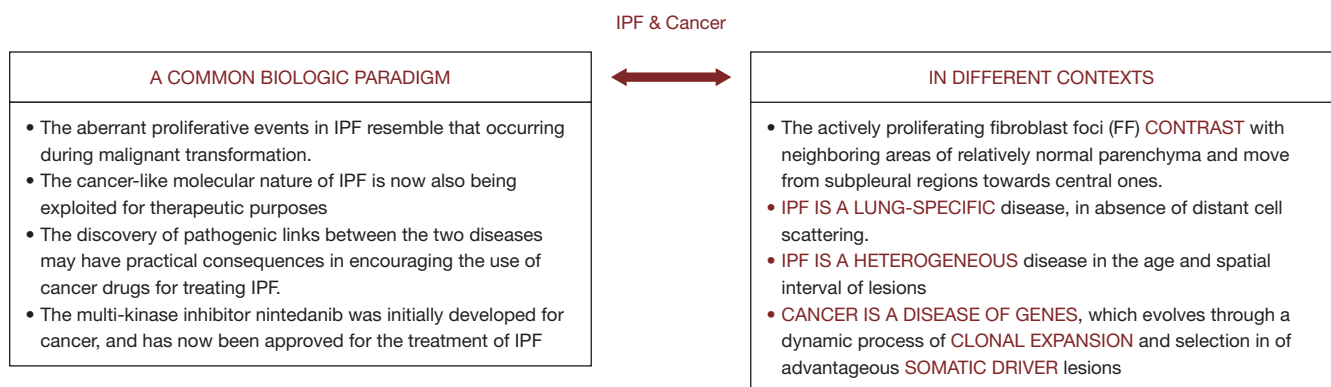 IPF & Cancer
A COMMON BIOLOGIC PARADIGM
• The aberrant proliferative events in IPF resemble that occurring
during malignant transformation.
• The cancer-like molecular nature of IPF is now also being
exploited for therapeutic purposes
• The discovery of pathogenic links between the two diseases
may have practical consequences in encouraging the use of
cancer drugs for treating IPF.
• The multi-kinase inhibitor nintedanib was initially developed for
cancer, and has now been approved for the treatment of IPF
IN DIFFERENT CONTEXTS
• The actively proliferating fibroblast foci (FF) CONTRAST with
neighboring areas of relatively normal parenchyma and move
from subpleural regions towards central ones.
• IPF IS A LUNG-SPECIFIC disease, in absence of distant cell
scattering.
• IPF IS A HETEROGENEOUS disease in the age and spatial
interval of lesions
• CANCER IS A DISEASE OF GENES, which evolves through a
dynamic process of CLONAL EXPANSION and selection in of
advantageous SOMATIC DRIVER lesions